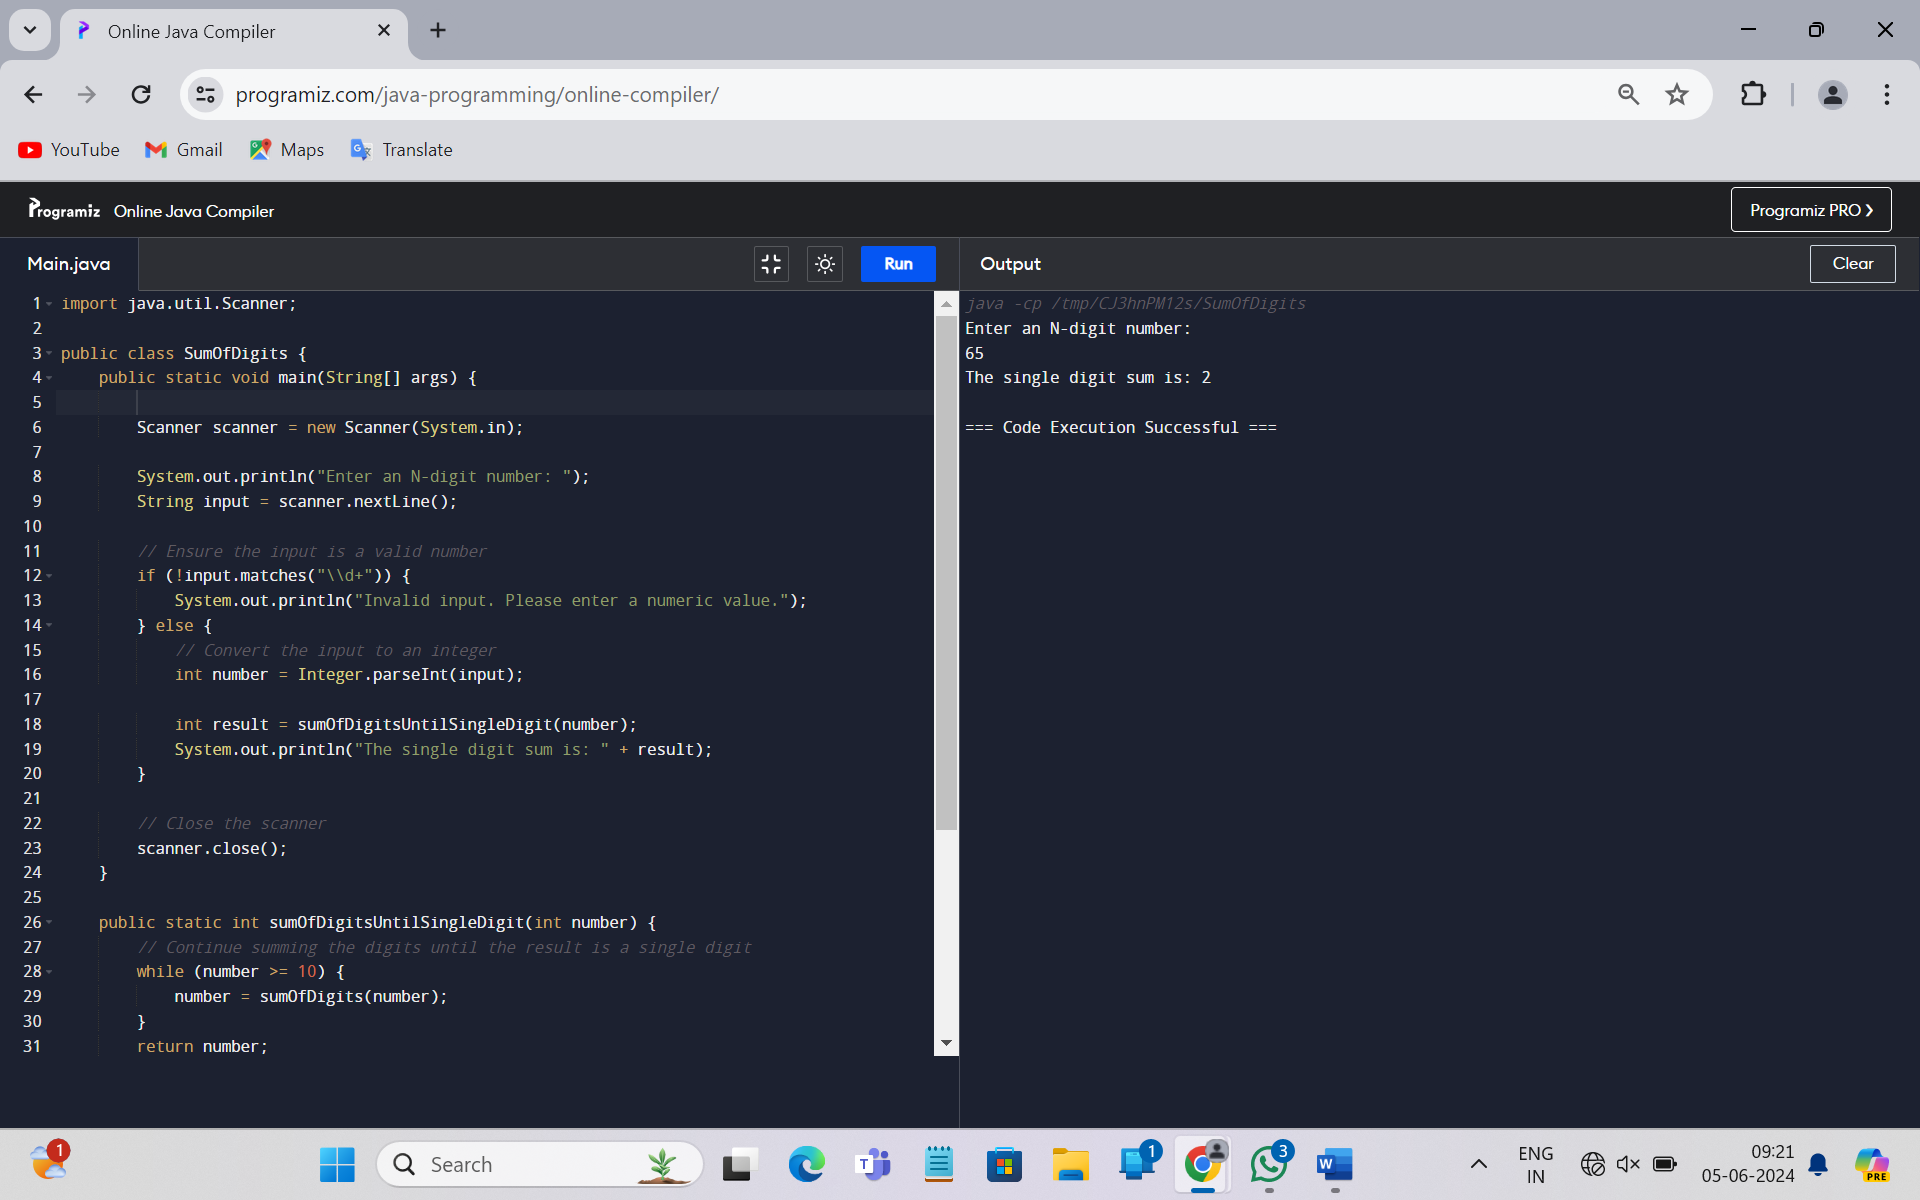 Online Java Compiler
programiz.com/java-programming/online-compiler/
YouTube Gmail Maps Translate
Programiz Online Java Compiler Programiz PRO
Main.java Run Output Clear
1 import java.util.Scanner;
2
3 public class SumOfDigits {
4 public static void main(String[] args) {
5
6 Scanner scanner = new Scanner(System.in);
7
8 System.out.println("Enter an N-digit number: ");
9 String input = scanner.nextLine();
10
11 // Ensure the input is a valid number
12 if (!input.matches("\\d+")) {
13 System.out.println("Invalid input. Please enter a numeric value.");
14 } else {
15 // Convert the input to an integer
16 int number = Integer.parseInt(input);
17
18 int result = sumOfDigitsUntilSingleDigit(number);
19 System.out.println("The single digit sum is: " + result);
20 }
21
22 // Close the scanner
23 scanner.close();
24 }
25
26 public static int sumOfDigitsUntilSingleDigit(int number) {
27 // Continue summing the digits until the result is a single digit
28 while (number >= 10) {
29 number = sumOfDigits(number);
30 }
31 return number;
java -cp /tmp/CJ3hnPM12s/SumOfDigits
Enter an N-digit number:
65
The single digit sum is: 2
=== Code Execution Successful ===
1 Search T 1 3 W
ENG
IN
09:21
05-06-2024
PRE